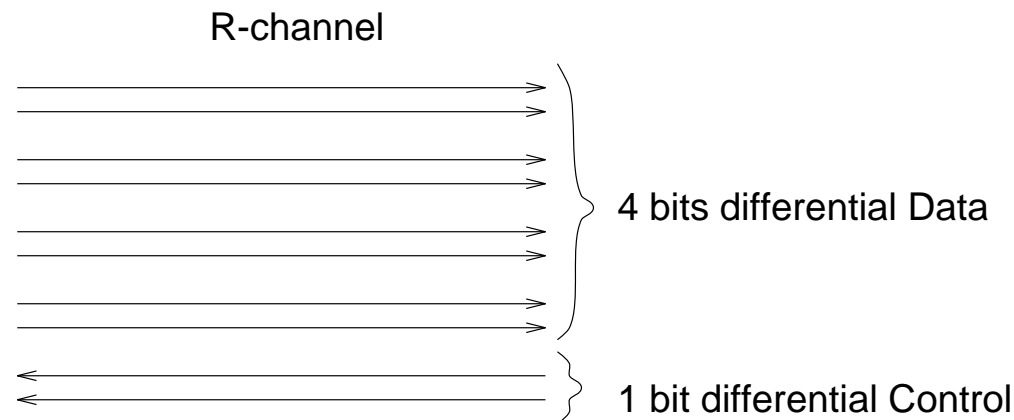 R-channel
4 bits differential Data
1 bit differential Control